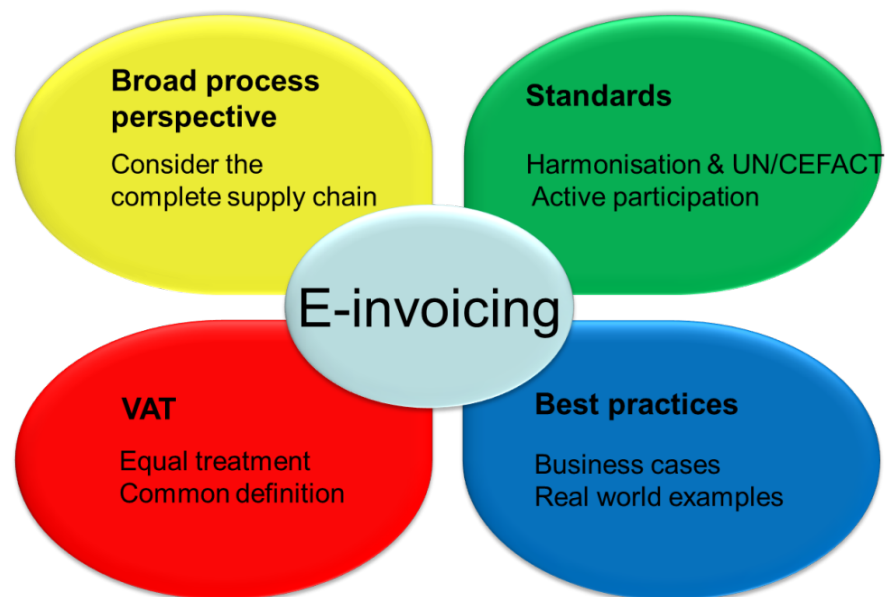 Broad process
perspective
Consider the
complete supply chain
Standards
Harmonisation & UN/CEFACT
Active participation
E-invoicing
VAT
Equal treatment
Common definition
Best practices
Business cases
Real world examples